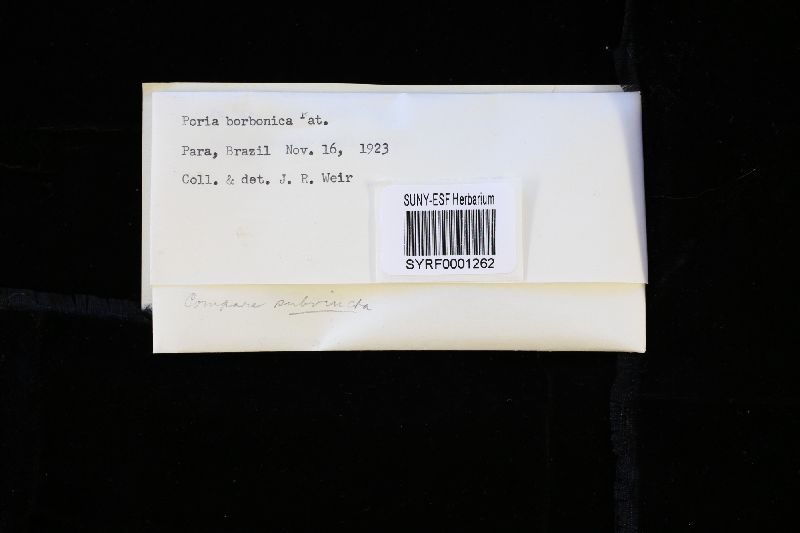 Poria borbonica Pat.
Para, Brazil Nov. 16, 1923
Coll. & det. J. R. Weir
SUNY-ESF Herbarium
SYRF0001262
Compare subvincta